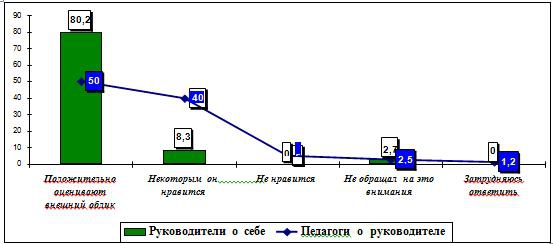 90
80
70
60
50
40
30
20
10
0
80,2
50
8,3
40
0
2,7
2,5
0
1,2
Положительно оценивают внешний облик
Некоторым он нравится
Не нравится
Не обращал на это внимания
Затрудняюсь ответить
Руководители о себе
Педагоги о руководителе